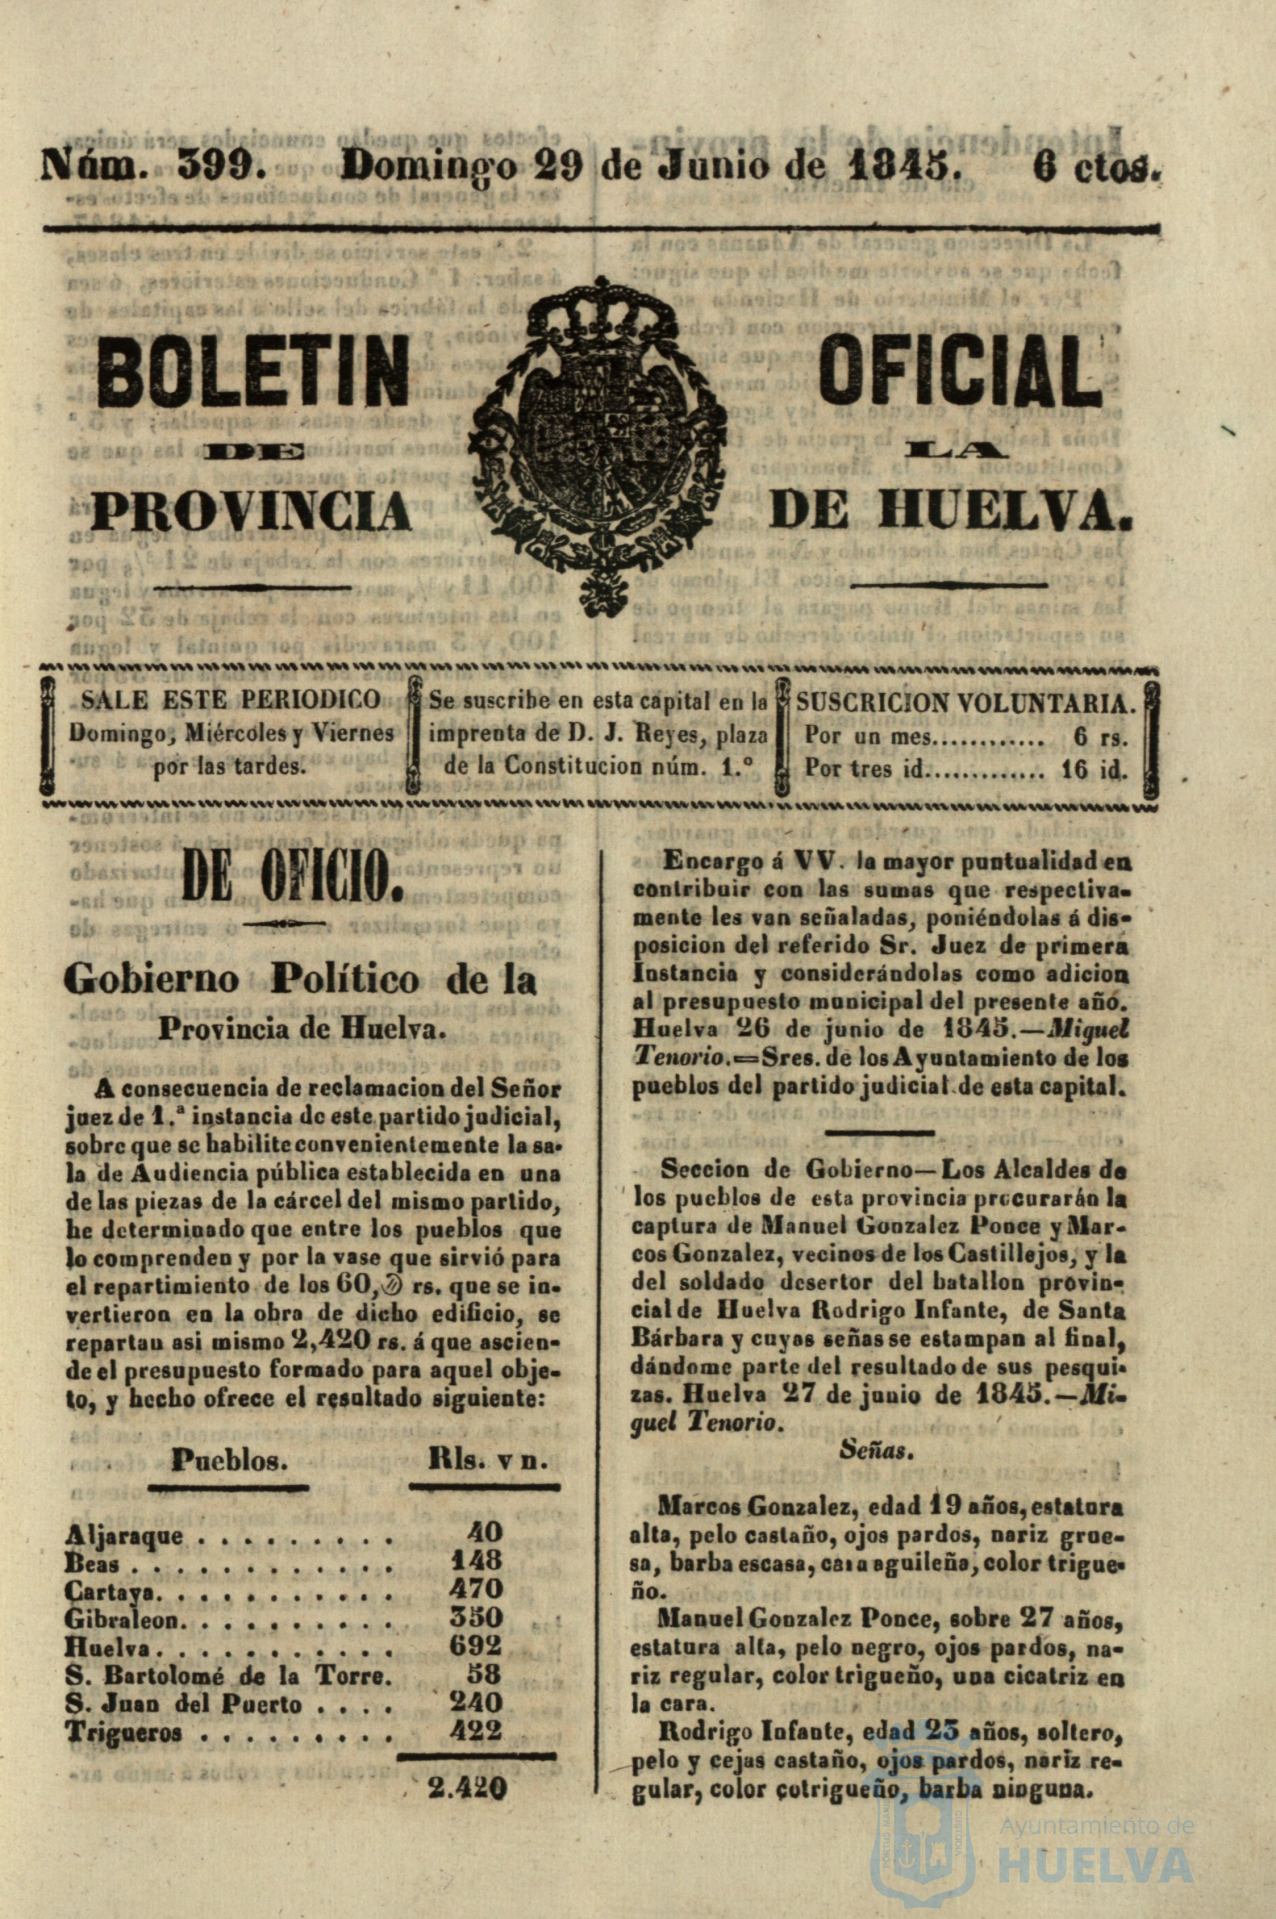 Núm. 399. Domingo 29 de Junio de 1845. 6 ctos.
BOLETIN OFICIAL
DE LA
PROVINCIA DE HUELVA.
SALE ESTE PERIODICO
Domingo, Miércoles y Viernes
por las tardes.
Se suscribe en esta capital en la
imprenta de D. J. Reyes, plaza
de la Constitucion núm. 1.º
SUSCRICION VOLUNTARIA.
Por un mes............ 6 rs.
Por tres id............. 16 id.
DE OFICIO.
Gobierno Político de la
Provincia de Huelva.
A consecuencia de reclamacion del Señor
juez de 1.ª instancia de este partido judicial,
sobre que se habilite convenientemente la sa-
la de Audiencia pública establecida en una
de las piezas de la cárcel del mismo partido,
he determinado que entre los pueblos que
lo comprenden y por la vase que sirvió para
el repartimiento de los 60, rs. que se in-
vertieron en la obra de dicho edificio, se
repartan asi mismo 2,420 rs. á que ascien-
de el presupuesto formado para aquel obje-
to, y hecho ofrece el resultado siguiente:
Pueblos. Rls. vn.
Aljaraque . . . . . . . . . 40
Beas . . . . . . . . . . . . 148
Cartaya. . . . . . . . . . . 470
Gibraleon. . . . . . . . . . 350
Huelva. . . . . . . . . . . 692
S. Bartolomé de la Torre. 58
S. Juan del Puerto . . . . 240
Trigueros . . . . . . . . . 422
2.420
Encargo á VV. la mayor puntualidad en
contribuir con las sumas que respectiva-
mente les van señaladas, poniéndolas á dis-
posicion del referido Sr. Juez de primera
Instancia y considerándolas como adicion
al presupuesto municipal del presente año.
Huelva 26 de junio de 1845.—Miguel
Tenorio.=Sres. de los Ayuntamiento de los
pueblos del partido judicial de esta capital.
Seccion de Gobierno—Los Alcaldes de
los pueblos de esta provincia procurarán la
captura de Manuel Gonzalez Ponce y Mar-
cos Gonzalez, vecinos de los Castillejos, y la
del soldado desertor del batallon provin-
cial de Huelva Rodrigo Infante, de Santa
Bárbara y cuyas señas se estampan al final,
dándome parte del resultado de sus pesqui-
zas. Huelva 27 de junio de 1845.—Mi-
guel Tenorio.
Señas.
Marcos Gonzalez, edad 19 años, estatura
alta, pelo castaño, ojos pardos, nariz grue-
sa, barba escasa, cara aguileña, color trigue-
ño.
Manuel Gonzalez Ponce, sobre 27 años,
estatura alta, pelo negro, ojos pardos, na-
riz regular, color trigueño, una cicatriz en
la cara.
Rodrigo Infante, edad 23 años, soltero,
pelo y cejas castaño, ojos pardos, nariz re-
gular, color cotrigueño, barba ninguna.
Ayuntamiento de
HUELVA